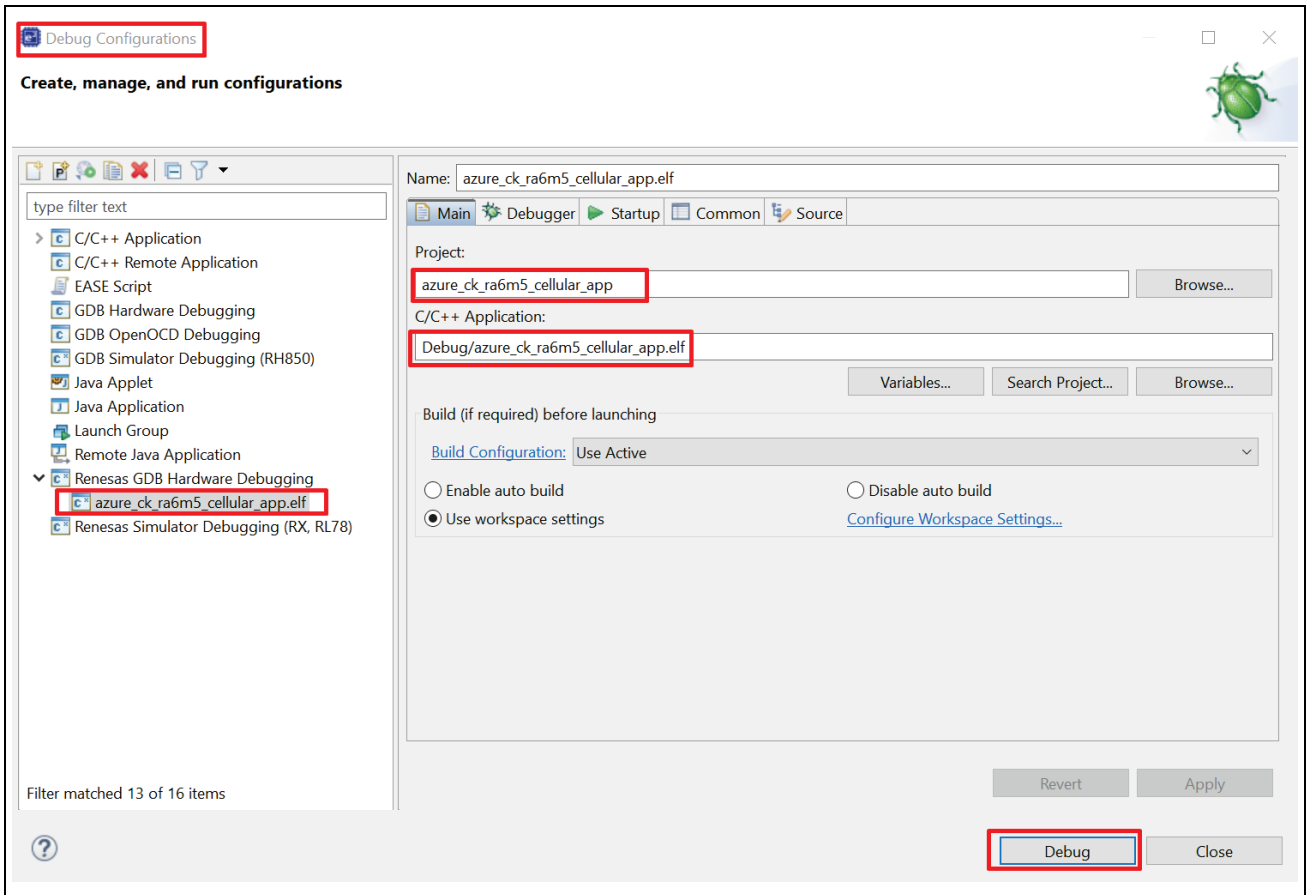 Debug Configurations
Create, manage, and run configurations
type filter text
C/C++ Application
C/C++ Remote Application
EASE Script
GDB Hardware Debugging
GDB OpenOCD Debugging
GDB Simulator Debugging (RH850)
Java Applet
Java Application
Launch Group
Remote Java Application
Renesas GDB Hardware Debugging
azure_ck_ra6m5_cellular_app.elf
Renesas Simulator Debugging (RX, RL78)
Filter matched 13 of 16 items
Name: azure_ck_ra6m5_cellular_app.elf
Main Debugger Startup Common Source
Project:
azure_ck_ra6m5_cellular_app Browse...
C/C++ Application:
Debug/azure_ck_ra6m5_cellular_app.elf
Variables... Search Project... Browse...
Build (if required) before launching
Build Configuration: Use Active
Enable auto build Disable auto build
Use workspace settings Configure Workspace Settings...
Revert Apply
Debug Close